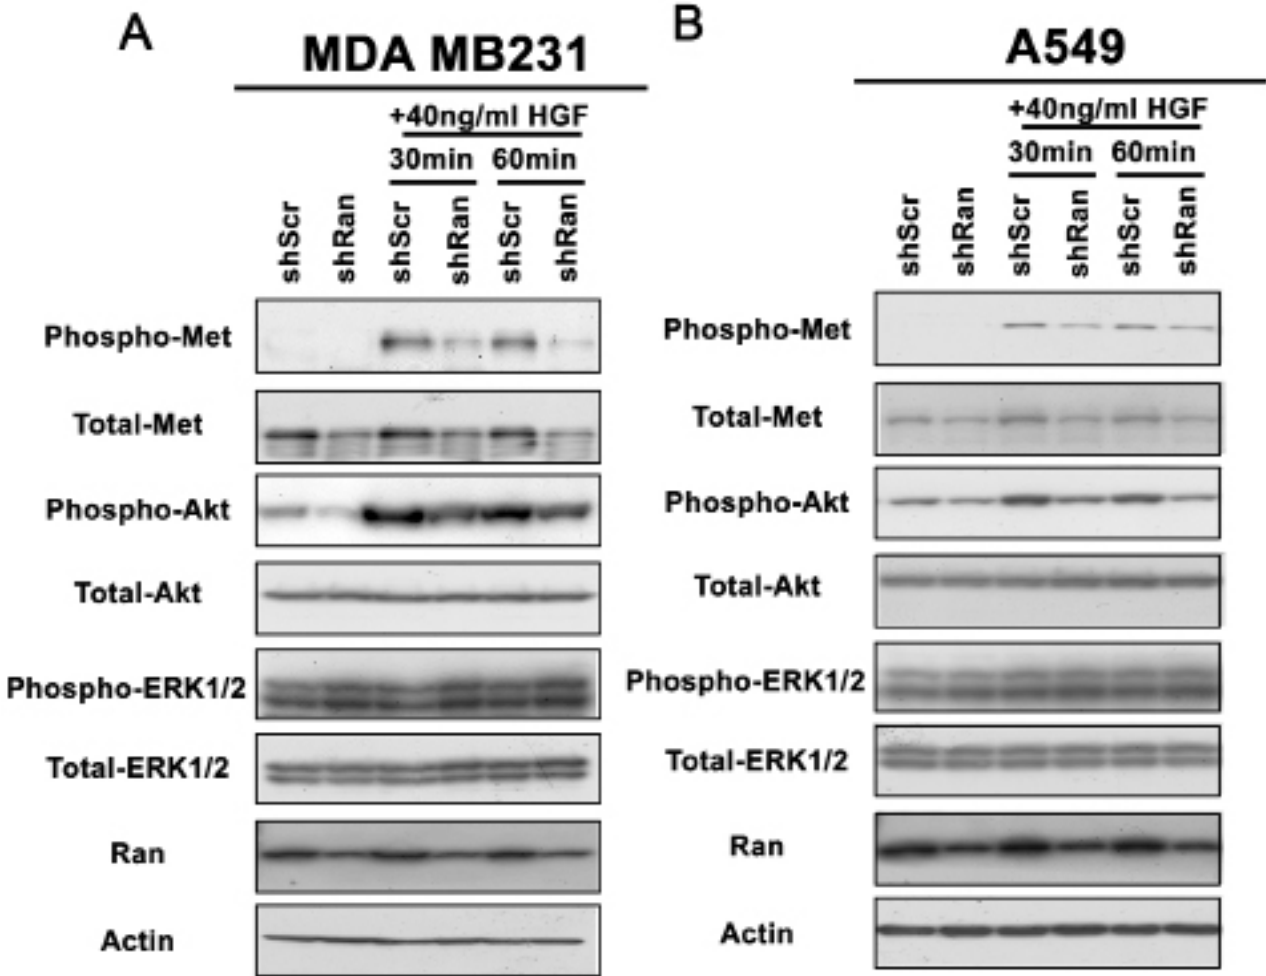 A
MDA MB231
+40ng/ml HGF
30min 60min
shScr shRan shScr shRan shScr shRan
Phospho-Met
Total-Met
Phospho-Akt
Total-Akt
Phospho-ERK1/2
Total-ERK1/2
Ran
Actin
B
A549
+40ng/ml HGF
30min 60min
shScr shRan shScr shRan shScr shRan
Phospho-Met
Total-Met
Phospho-Akt
Total-Akt
Phospho-ERK1/2
Total-ERK1/2
Ran
Actin